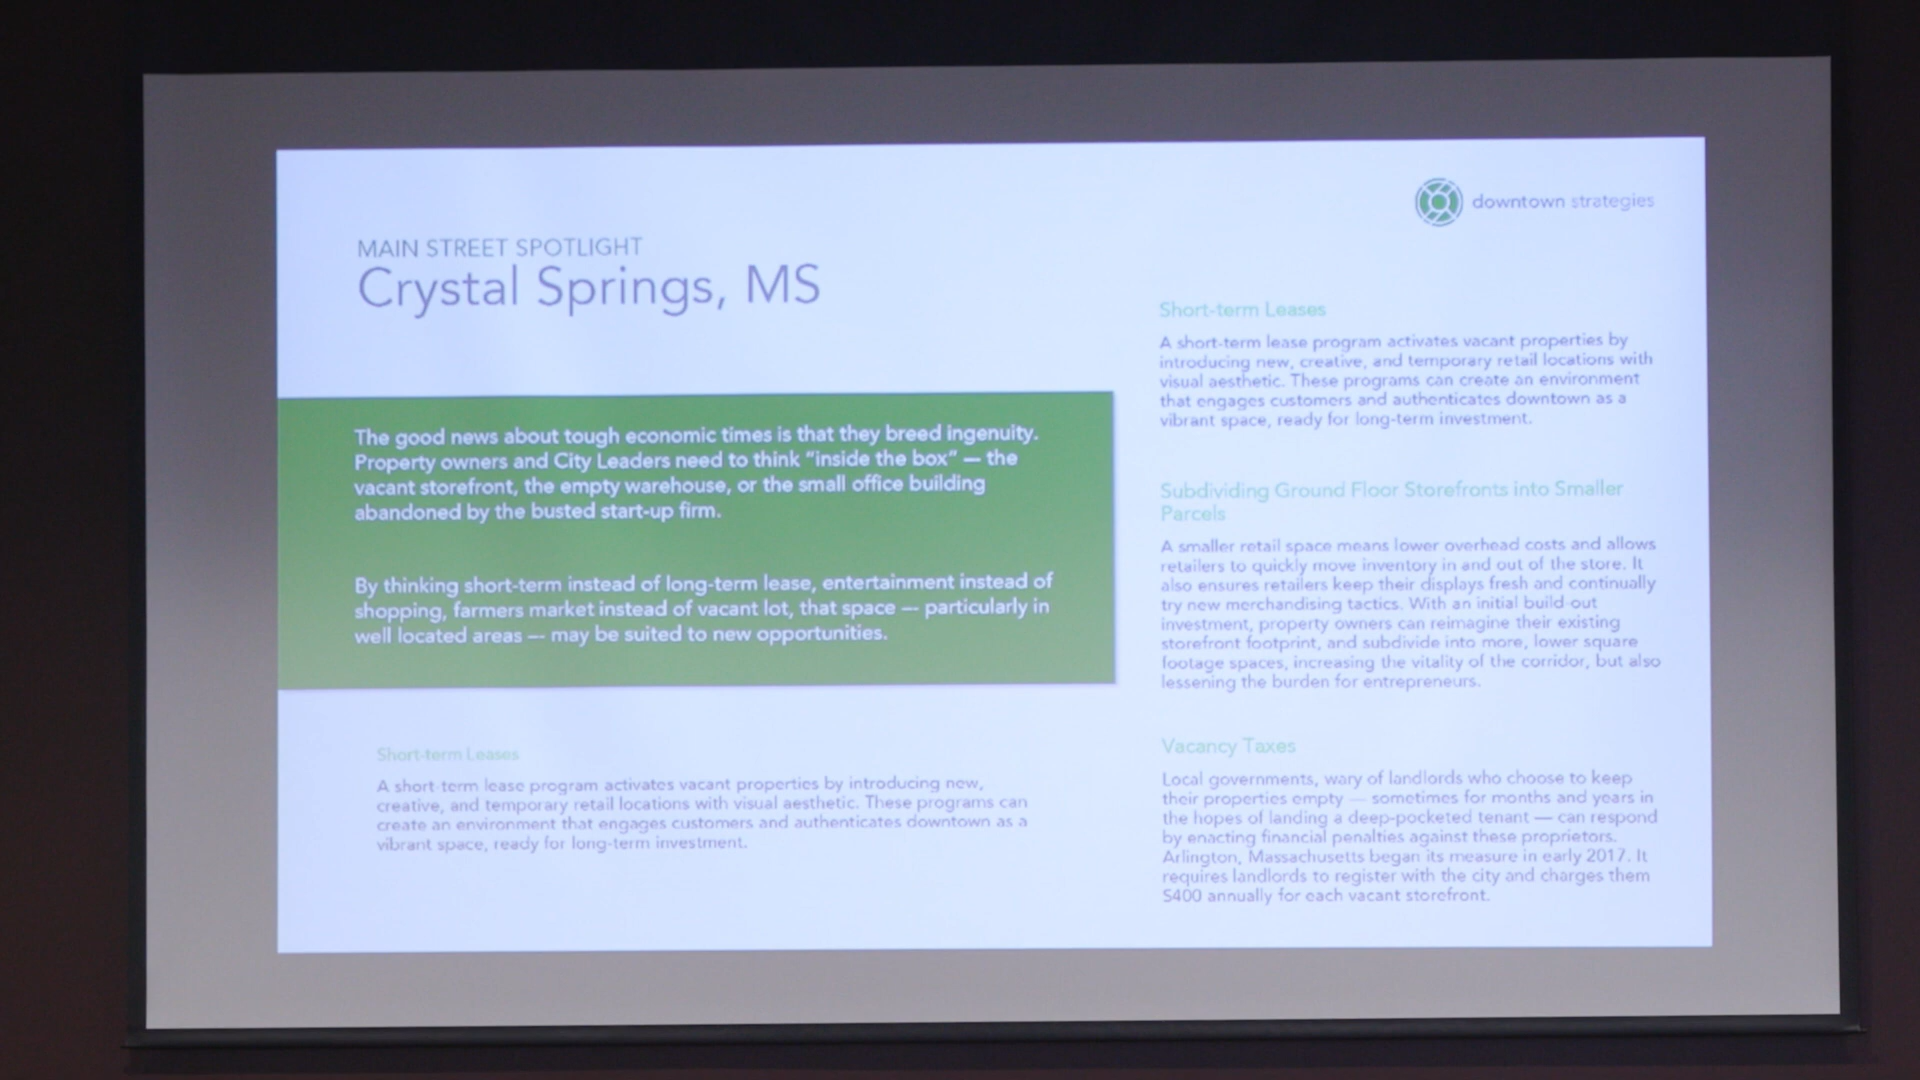 downtown strategies
MAIN STREET SPOTLIGHT
Crystal Springs, MS
The good news about tough economic times is that they breed ingenuity.
Property owners and City Leaders need to think "inside the box" — the
vacant storefront, the empty warehouse, or the small office building
abandoned by the busted start-up firm.
By thinking short-term instead of long-term lease, entertainment instead of
shopping, farmers market instead of vacant lot, that space — particularly in
well located areas — may be suited to new opportunities.
Short-term Leases
A short-term lease program activates vacant properties by introducing new,
creative, and temporary retail locations with visual aesthetic. These programs can
create an environment that engages customers and authenticates downtown as a
vibrant space, ready for long-term investment.
Short-term Leases
A short-term lease program activates vacant properties by
introducing new, creative, and temporary retail locations with
visual aesthetic. These programs can create an environment
that engages customers and authenticates downtown as a
vibrant space, ready for long-term investment.
Subdividing Ground Floor Storefronts into Smaller
Parcels
A smaller retail space means lower overhead costs and allows
retailers to quickly move inventory in and out of the store. It
also ensures retailers keep their displays fresh and continually
try new merchandising tactics. With an initial build-out
investment, property owners can reimagine their existing
storefront footprint, and subdivide into more, lower square
footage spaces, increasing the vitality of the corridor, but also
lessening the burden for entrepreneurs.
Vacancy Taxes
Local governments, wary of landlords who choose to keep
their properties empty — sometimes for months and years in
the hopes of landing a deep-pocketed tenant — can respond
by enacting financial penalties against these proprietors.
Arlington, Massachusetts began its measure in early 2017. It
requires landlords to register with the city and charges them
$400 annually for each vacant storefront.